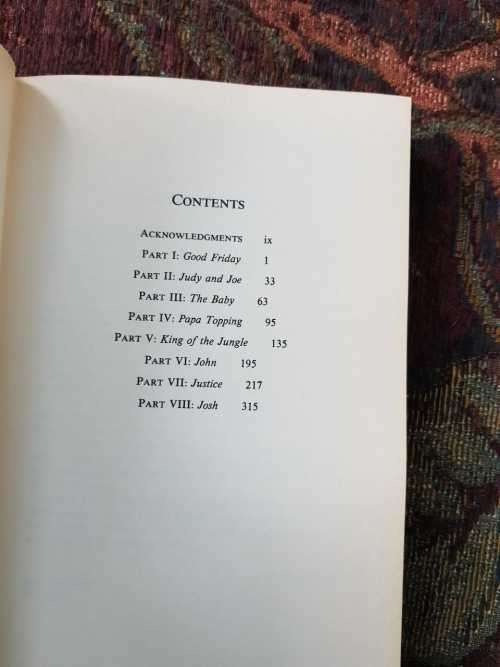 CONTENTS
ACKNOWLEDGMENTS ix
PART I: Good Friday 1
PART II: Judy and Joe 33
PART III: The Baby 63
PART IV: Papa Topping 95
PART V: King of the Jungle 135
PART VI: John 195
PART VII: Justice 217
PART VIII: Josh 315